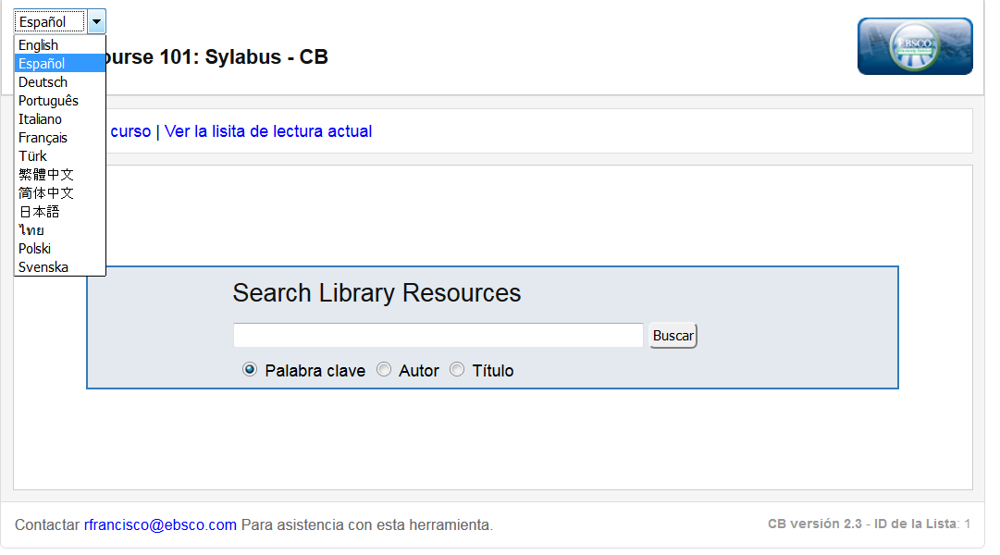 Español
English
Español
Deutsch
Português
Italiano
Français
Türk
繁體中文
简体中文
日本語
ไทย
Polski
Svenska
ourse 101: Sylabus - CB
EBSCO
curso | Ver la lisita de lectura actual
Search Library Resources
Buscar
Palabra clave Autor Título
Contactar rfrancisco@ebsco.com Para asistencia con esta herramienta.
CB versión 2.3 - ID de la Lista: 1